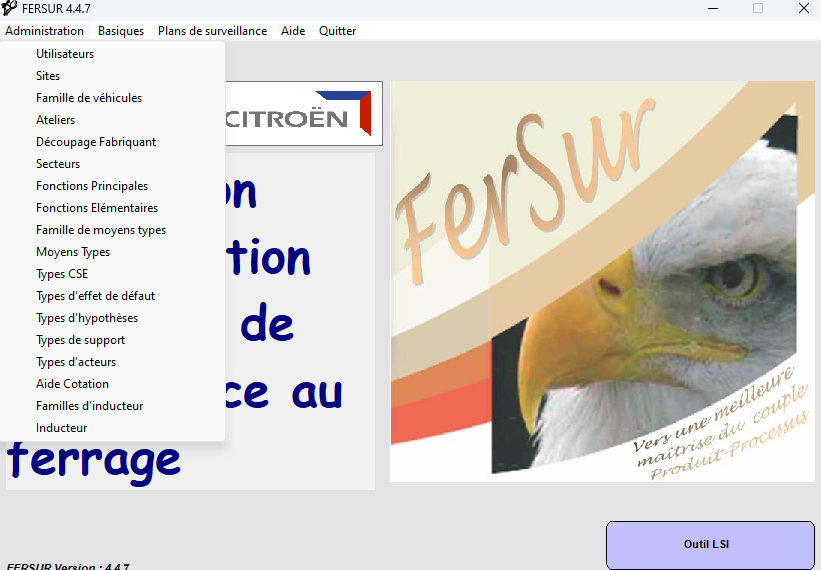 FERSUR 4.4.7
Administration Basiques Plans de surveillance Aide Quitter
Utilisateurs
Sites
Famille de véhicules
Ateliers
Découpage Fabriquant
Secteurs
Fonctions Principales
Fonctions Elémentaires
Famille de moyens types
Moyens Types
Types CSE
Types d'effet de défaut
Types d'hypothèses
Types de support
Types d'acteurs
Aide Cotation
Familles d'inducteur
Inducteur
CITROËN
on
tion
de
ce au
ferrage
FerSur
Vers une meilleure
maîtrise du couple
Produit-Processus
Outil LSI
FERSUR Version : 4.4.7